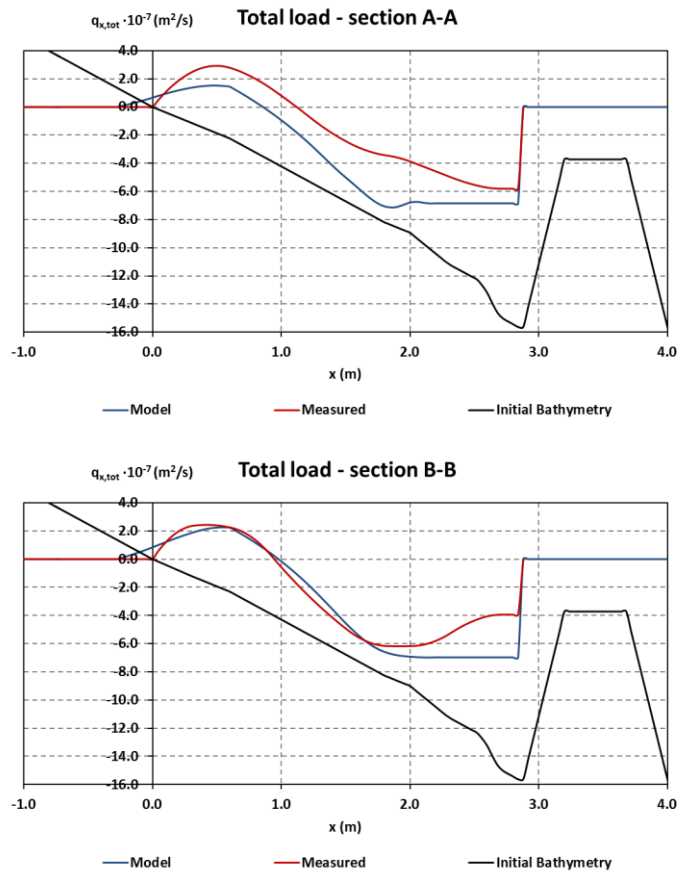 Total load - section A-A
qx,tot ·10⁻⁷ (m²/s)
4.0
2.0
0.0
-2.0
-4.0
-6.0
-8.0
-10.0
-12.0
-14.0
-16.0
-1.0 0.0 1.0 2.0 3.0 4.0
x (m)
Model Measured Initial Bathymetry
Total load - section B-B
qx,tot ·10⁻⁷ (m²/s)
4.0
2.0
0.0
-2.0
-4.0
-6.0
-8.0
-10.0
-12.0
-14.0
-16.0
-1.0 0.0 1.0 2.0 3.0 4.0
x (m)
Model Measured Initial Bathymetry